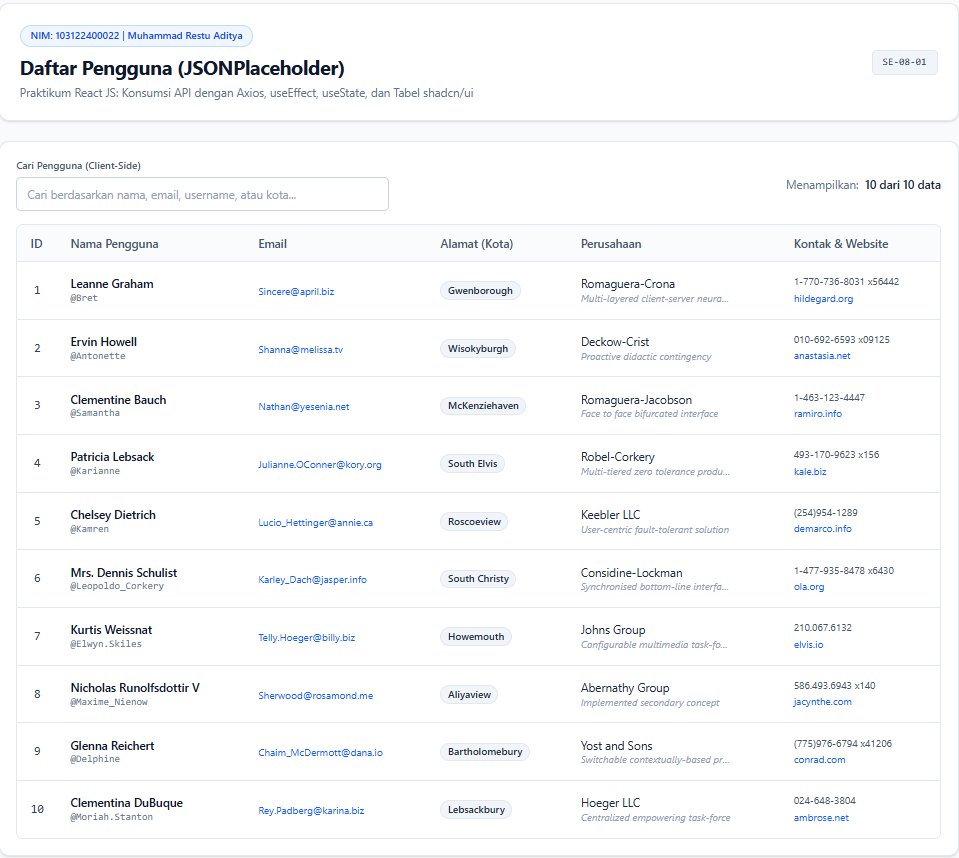 NIM: 103122400022 | Muhammad Restu Aditya
Daftar Pengguna (JSONPlaceholder)
SE-08-01
Praktikum React JS: Konsumsi API dengan Axios, useEffect, useState, dan Tabel shadcn/ui
Cari Pengguna (Client-Side)
Cari berdasarkan nama, email, username, atau kota...
Menampilkan: 10 dari 10 data
ID Nama Pengguna Email Alamat (Kota) Perusahaan Kontak & Website
1 Leanne Graham @Bret Sincere@april.biz Gwenborough Romaguera-Crona Multi-layered client-server neura... 1-770-736-8031 x56442 hildegard.org
2 Ervin Howell @Antonette Shanna@melissa.tv Wisokyburgh Deckow-Crist Proactive didactic contingency 010-692-6593 x09125 anastasia.net
3 Clementine Bauch @Samantha Nathan@yesenia.net McKenziehaven Romaguera-Jacobson Face to face bifurcated interface 1-463-123-4447 ramiro.info
4 Patricia Lebsack @Karianne Julianne.OConner@kory.org South Elvis Robel-Corkery Multi-tiered zero tolerance produ... 493-170-9623 x156 kale.biz
5 Chelsey Dietrich @Kamren Lucio_Hettinger@annie.ca Roscoeview Keebler LLC User-centric fault-tolerant solution (254)954-1289 demarco.info
6 Mrs. Dennis Schulist @Leopoldo_Corkery Karley_Dach@jasper.info South Christy Considine-Lockman Synchronised bottom-line interfa... 1-477-935-8478 x6430 ola.org
7 Kurtis Weissnat @Elwyn.Skiles Telly.Hoeger@billy.biz Howemouth Johns Group Configurable multimedia task-fo... 210.067.6132 elvis.io
8 Nicholas Runolfsdottir V @Maxime_Nienow Sherwood@rosamond.me Aliyaview Abernathy Group Implemented secondary concept 586.493.6943 x140 jacynthe.com
9 Glenna Reichert @Delphine Chaim_McDermott@dana.io Bartholomebury Yost and Sons Switchable contextually-based pr... (775)976-6794 x41206 conrad.com
10 Clementina DuBuque @Moriah.Stanton Rey.Padberg@karina.biz Lebsackbury Hoeger LLC Centralized empowering task-force 024-648-3804 ambrose.net